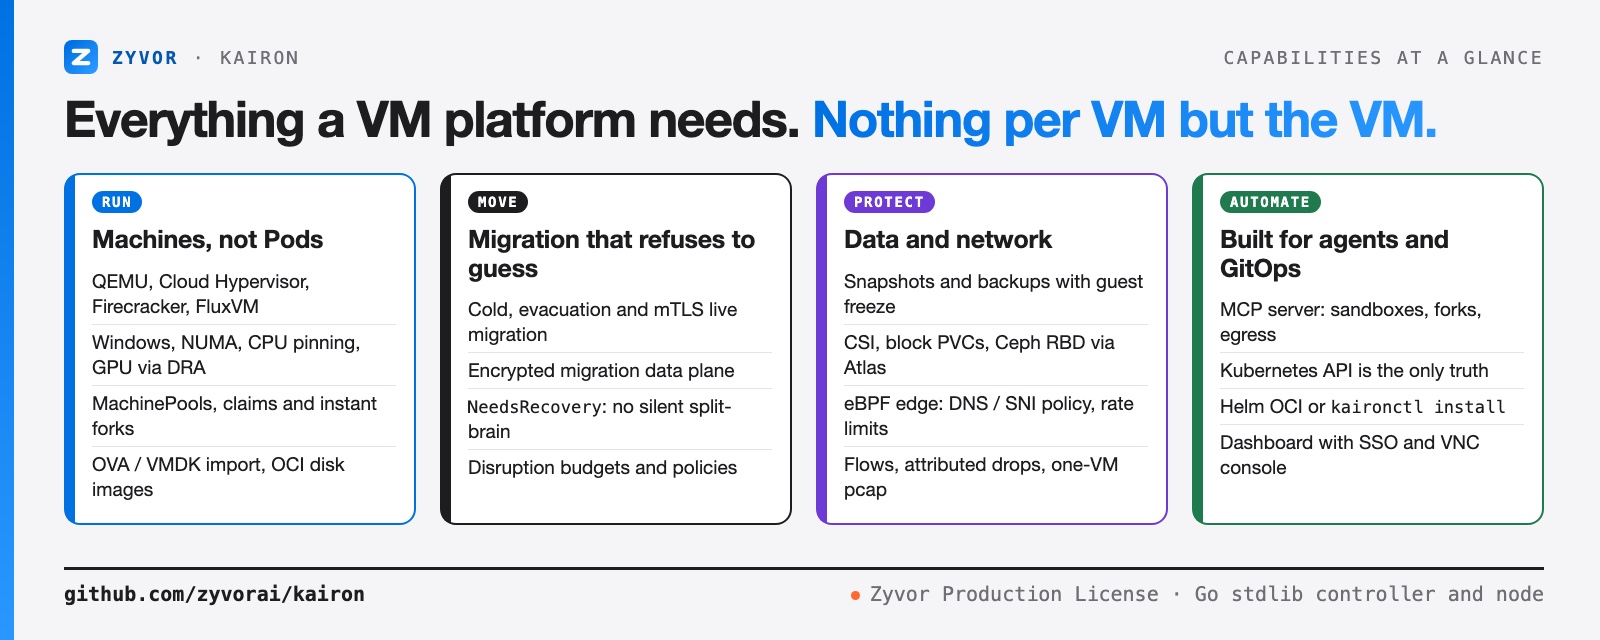 ZYVOR · KAIRON
CAPABILITIES AT A GLANCE
Everything a VM platform needs. Nothing per VM but the VM.
RUN
Machines, not Pods
QEMU, Cloud Hypervisor,
Firecracker, FluxVM
Windows, NUMA, CPU pinning,
GPU via DRA
MachinePools, claims and instant
forks
OVA / VMDK import, OCI disk
images
MOVE
Migration that refuses to
guess
Cold, evacuation and mTLS live
migration
Encrypted migration data plane
NeedsRecovery: no silent split-
brain
Disruption budgets and policies
PROTECT
Data and network
Snapshots and backups with guest
freeze
CSI, block PVCs, Ceph RBD via
Atlas
eBPF edge: DNS / SNI policy, rate
limits
Flows, attributed drops, one-VM
pcap
AUTOMATE
Built for agents and
GitOps
MCP server: sandboxes, forks,
egress
Kubernetes API is the only truth
Helm OCI or kaironctl install
Dashboard with SSO and VNC
console
github.com/zyvorai/kairon
Zyvor Production License · Go stdlib controller and node